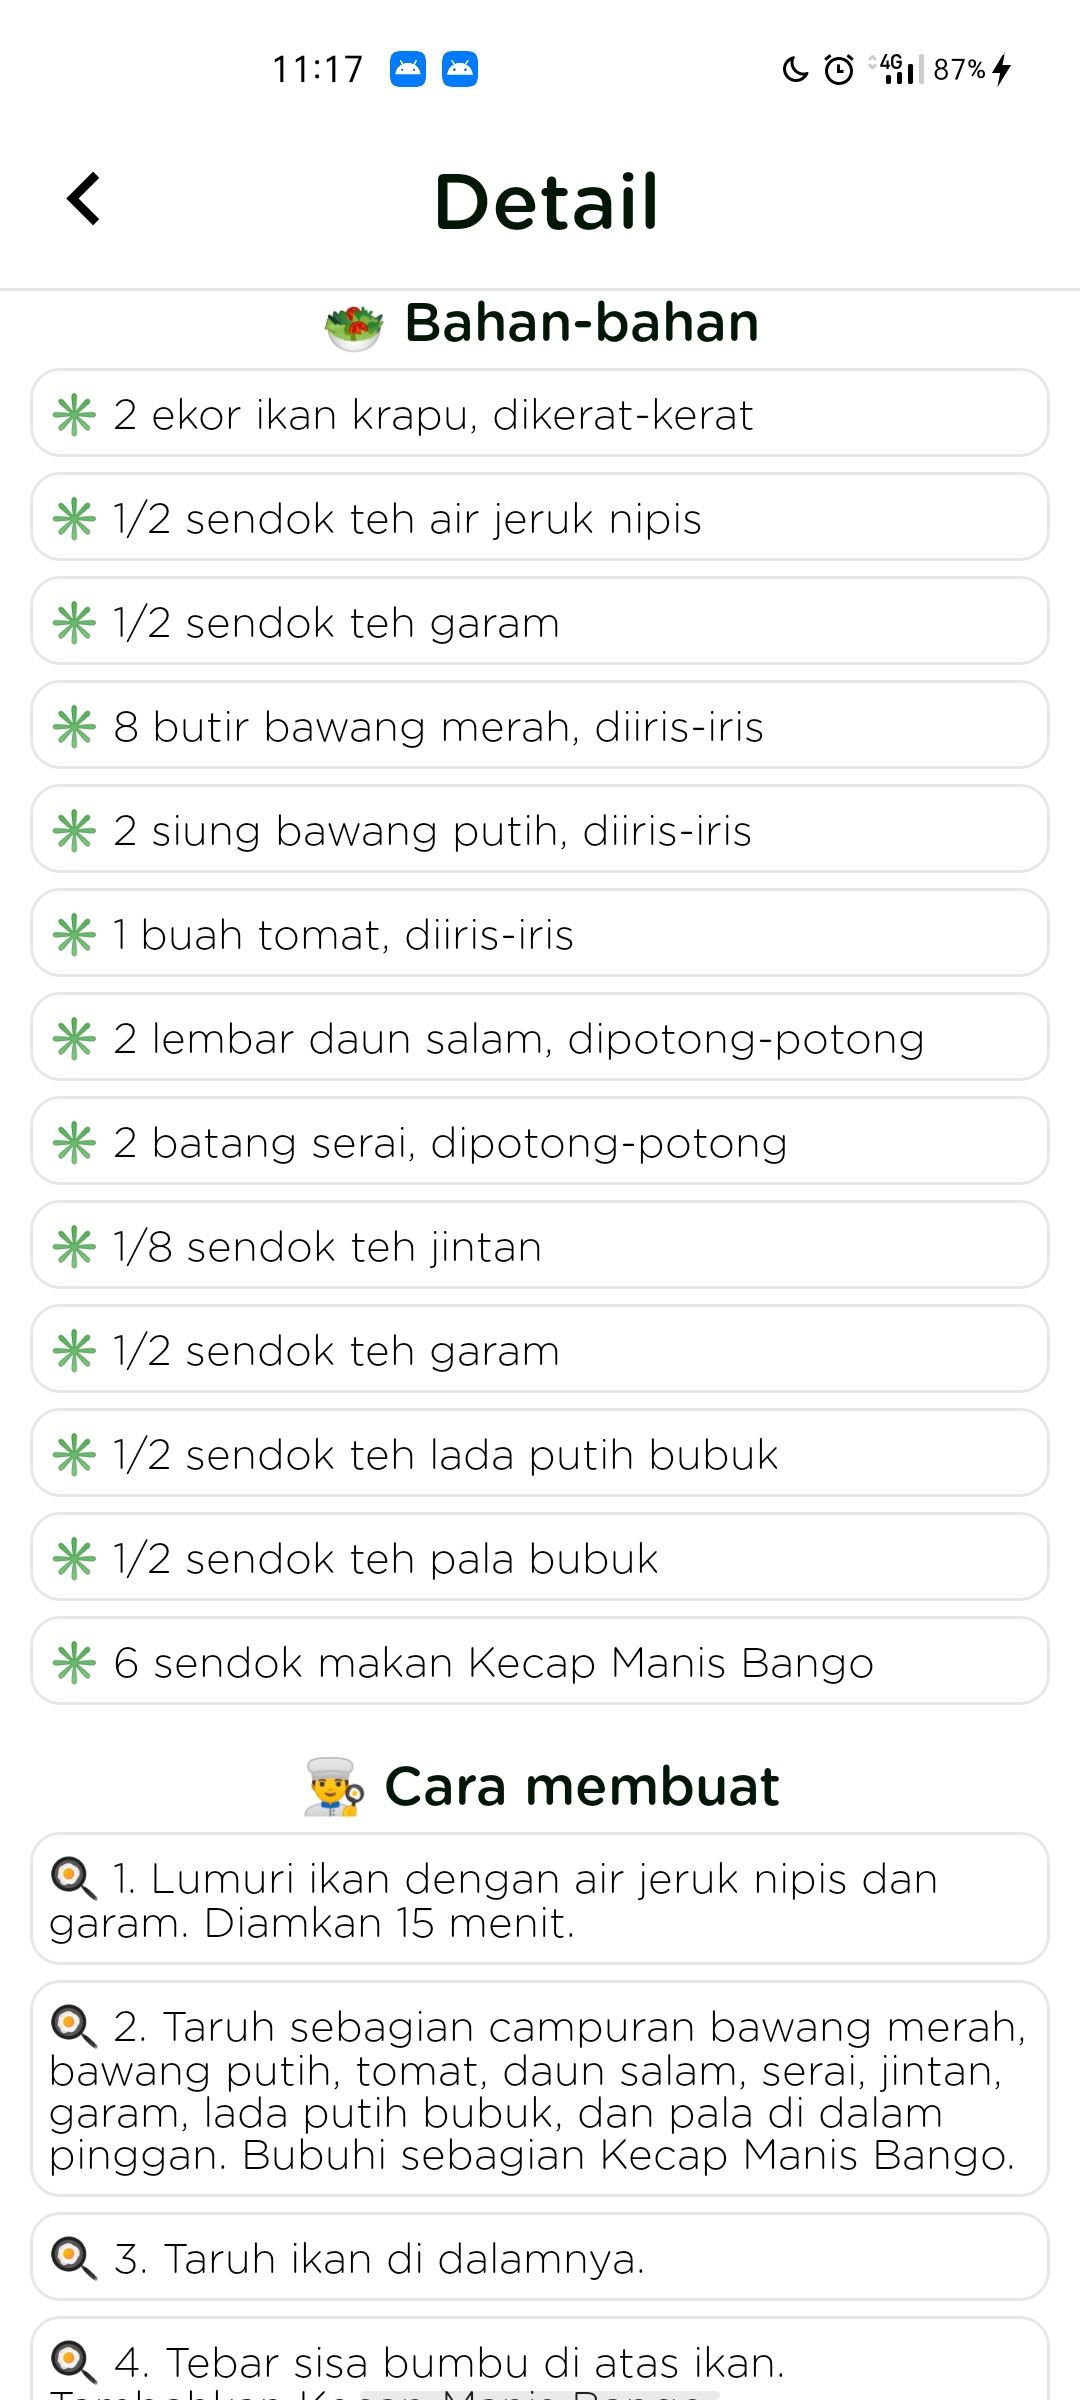 11:17
4G
87%
Detail
Bahan-bahan
2 ekor ikan krapu, dikerat-kerat
1/2 sendok teh air jeruk nipis
1/2 sendok teh garam
8 butir bawang merah, diiris-iris
2 siung bawang putih, diiris-iris
1 buah tomat, diiris-iris
2 lembar daun salam, dipotong-potong
2 batang serai, dipotong-potong
1/8 sendok teh jintan
1/2 sendok teh garam
1/2 sendok teh lada putih bubuk
1/2 sendok teh pala bubuk
6 sendok makan Kecap Manis Bango
Cara membuat
1. Lumuri ikan dengan air jeruk nipis dan
garam. Diamkan 15 menit.
2. Taruh sebagian campuran bawang merah,
bawang putih, tomat, daun salam, serai, jintan,
garam, lada putih bubuk, dan pala di dalam
pinggan. Bubuhi sebagian Kecap Manis Bango.
3. Taruh ikan di dalamnya.
4. Tebar sisa bumbu di atas ikan.